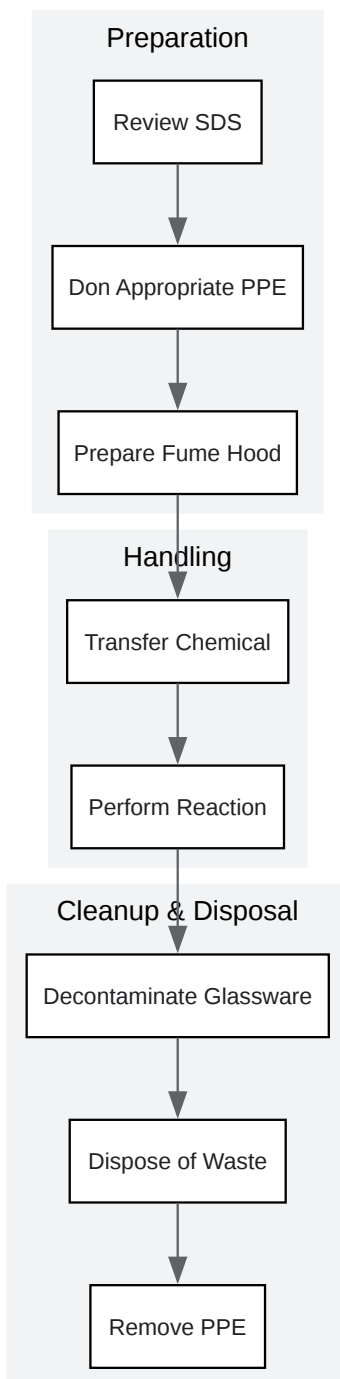 Preparation
Review SDS
Don Appropriate PPE
Prepare Fume Hood
Handling
Transfer Chemical
Perform Reaction
Cleanup & Disposal
Decontaminate Glassware
Dispose of Waste
Remove PPE